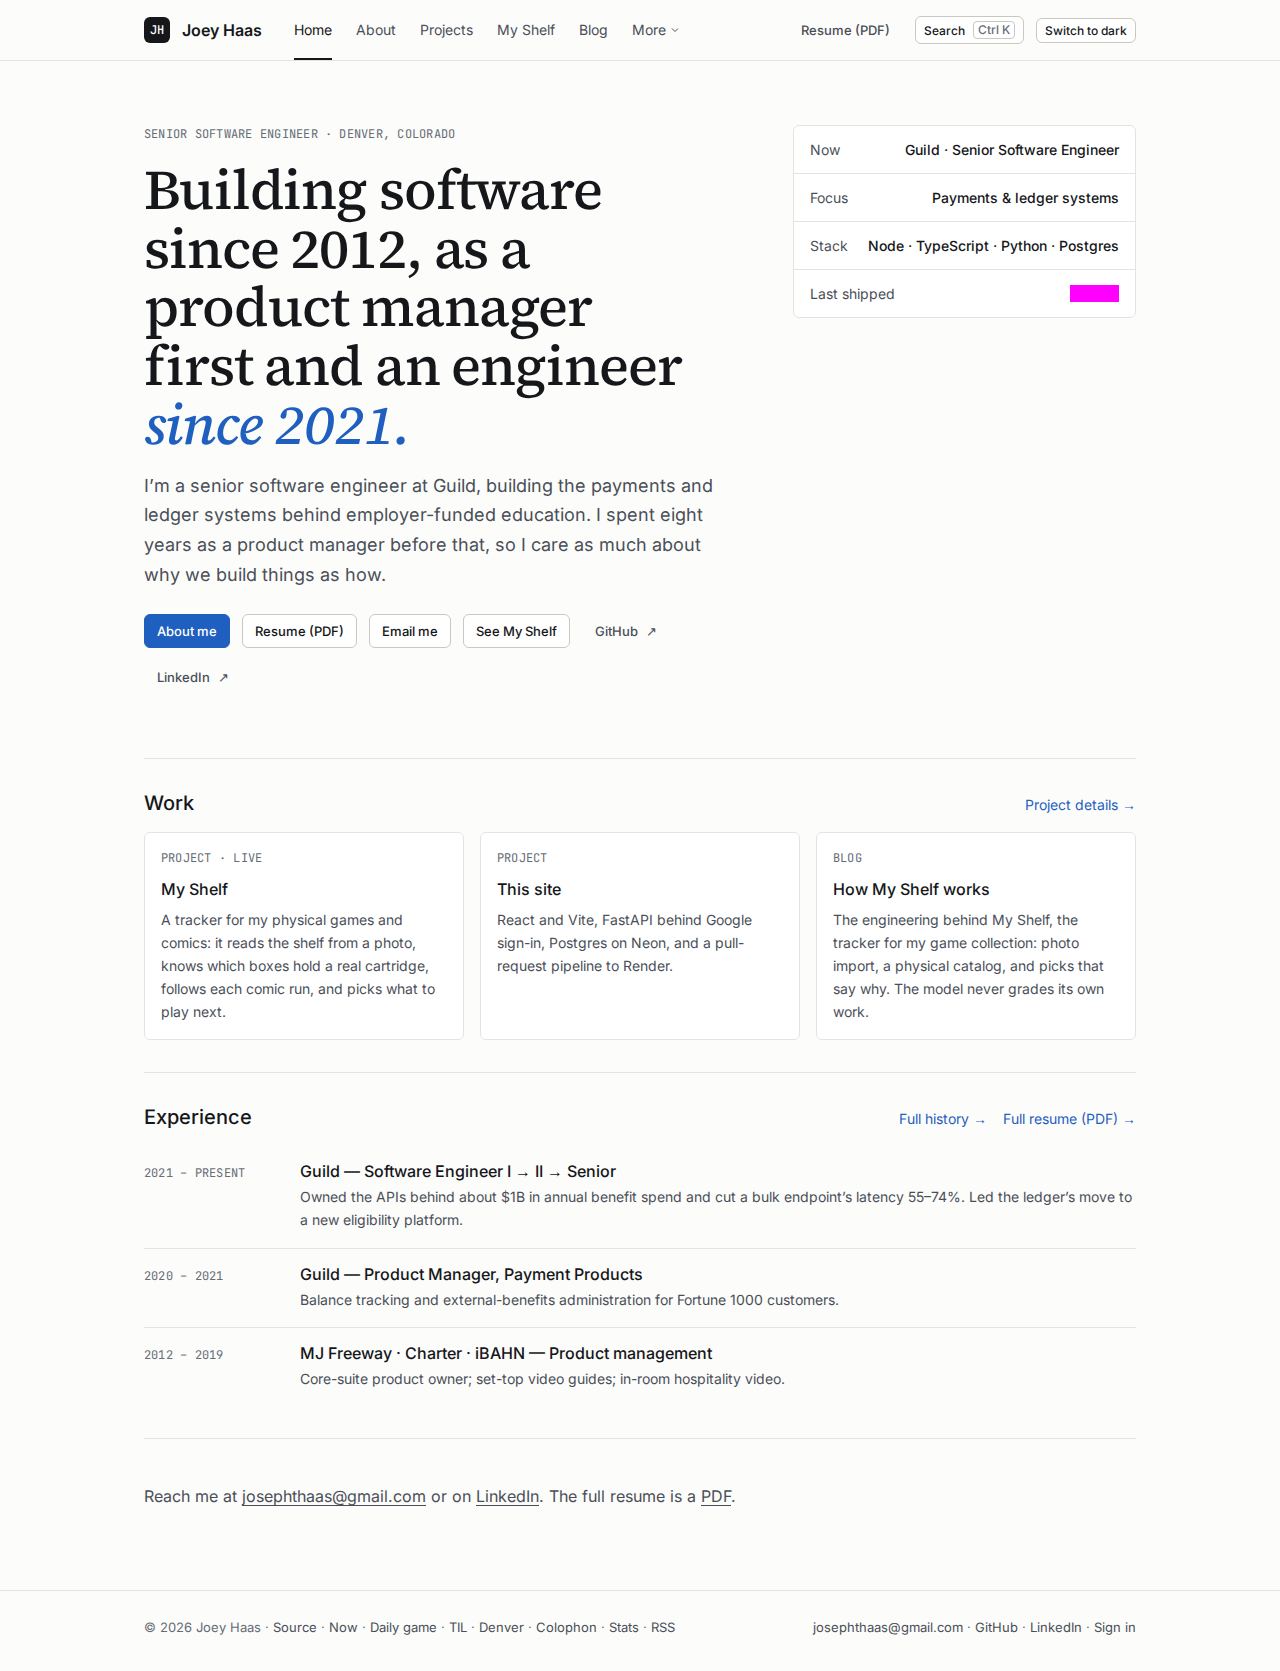 JH Joey Haas Home About Projects My Shelf Blog More Resume (PDF) Search Ctrl K Switch to dark
SENIOR SOFTWARE ENGINEER · DENVER, COLORADO
Building software
since 2012, as a
product manager
first and an engineer
since 2021.
I’m a senior software engineer at Guild, building the payments and
ledger systems behind employer-funded education. I spent eight
years as a product manager before that, so I care as much about
why we build things as how.
About me Resume (PDF) Email me See My Shelf GitHub ↗
LinkedIn ↗
Now Guild · Senior Software Engineer
Focus Payments & ledger systems
Stack Node · TypeScript · Python · Postgres
Last shipped
Work Project details →
PROJECT · LIVE
My Shelf
A tracker for my physical games and
comics: it reads the shelf from a photo,
knows which boxes hold a real cartridge,
follows each comic run, and picks what to
play next.
PROJECT
This site
React and Vite, FastAPI behind Google
sign-in, Postgres on Neon, and a pull-
request pipeline to Render.
BLOG
How My Shelf works
The engineering behind My Shelf, the
tracker for my game collection: photo
import, a physical catalog, and picks that
say why. The model never grades its own
work.
Experience Full history → Full resume (PDF) →
2021 – PRESENT Guild — Software Engineer I → II → Senior
Owned the APIs behind about $1B in annual benefit spend and cut a bulk endpoint’s latency 55–74%. Led the ledger’s move to
a new eligibility platform.
2020 – 2021 Guild — Product Manager, Payment Products
Balance tracking and external-benefits administration for Fortune 1000 customers.
2012 – 2019 MJ Freeway · Charter · iBAHN — Product management
Core-suite product owner; set-top video guides; in-room hospitality video.
Reach me at josephthaas@gmail.com or on LinkedIn. The full resume is a PDF.
© 2026 Joey Haas · Source · Now · Daily game · TIL · Denver · Colophon · Stats · RSS josephthaas@gmail.com · GitHub · LinkedIn · Sign in